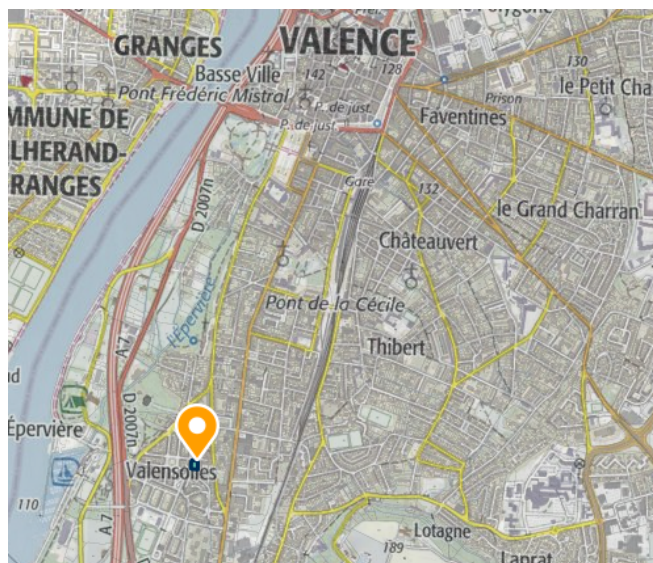 GRANGES
VALENCE
Basse Ville
142
128
130
Pont Frédéric Mistral
le Petit Cha
Prison
P. de just.
P. de just.
Faventines
MMUNE DE
LHERAND-
RANGES
Gare
132
D 2007n
le Grand Charran
Châteauvert
l'Épervière
Pont de la Cécile
A 7
Thibert
D 2007n
Épervière
Valensolles
110
A 7
Lotagne
189
Laprat